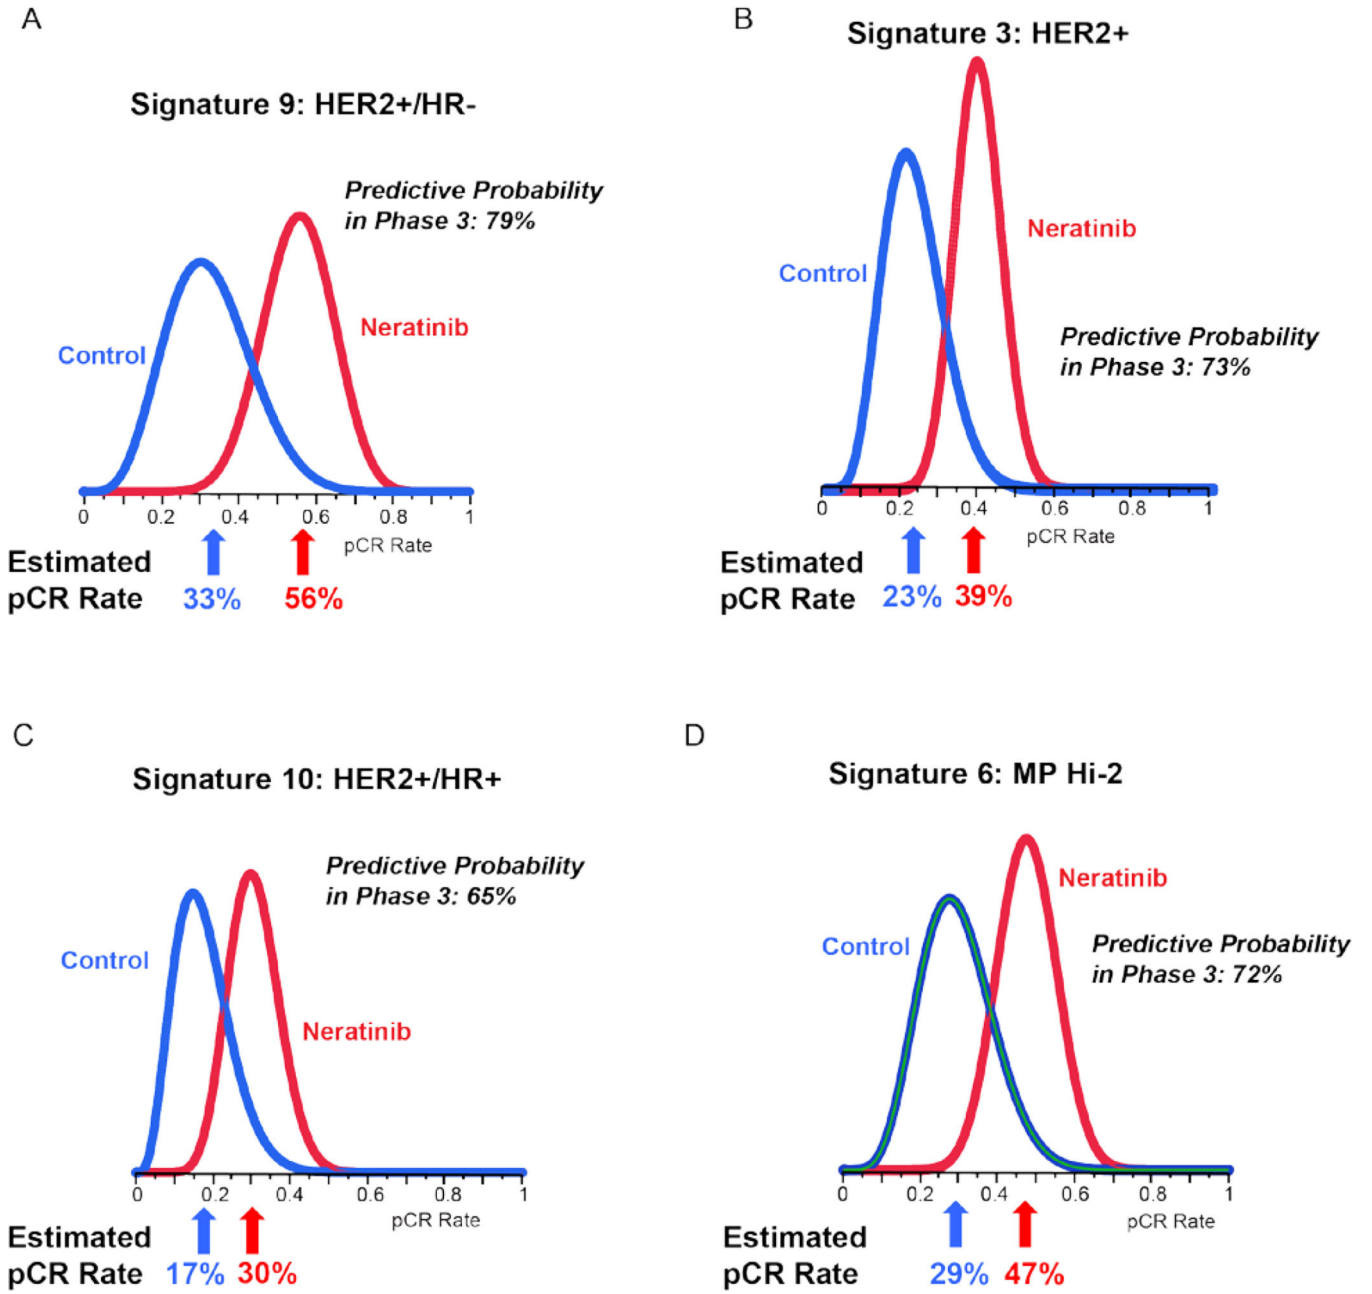 A
Signature 9: HER2+/HR-
Predictive Probability
in Phase 3: 79%
Neratinib
Control
0 0.2 0.4 0.6 0.8 1
pCR Rate
Estimated
pCR Rate 33% 56%
B
Signature 3: HER2+
Neratinib
Control
Predictive Probability
in Phase 3: 73%
0 0.2 0.4 0.8 1
pCR Rate
Estimated
pCR Rate 23% 39%
C
Signature 10: HER2+/HR+
Predictive Probability
in Phase 3: 65%
Control
Neratinib
0 0.2 0.4 0.6 0.8 1
pCR Rate
Estimated
pCR Rate 17% 30%
D
Signature 6: MP Hi-2
Neratinib
Control
Predictive Probability
in Phase 3: 72%
0 0.2 0.4 0.6 0.8 1
pCR Rate
Estimated
pCR Rate 29% 47%